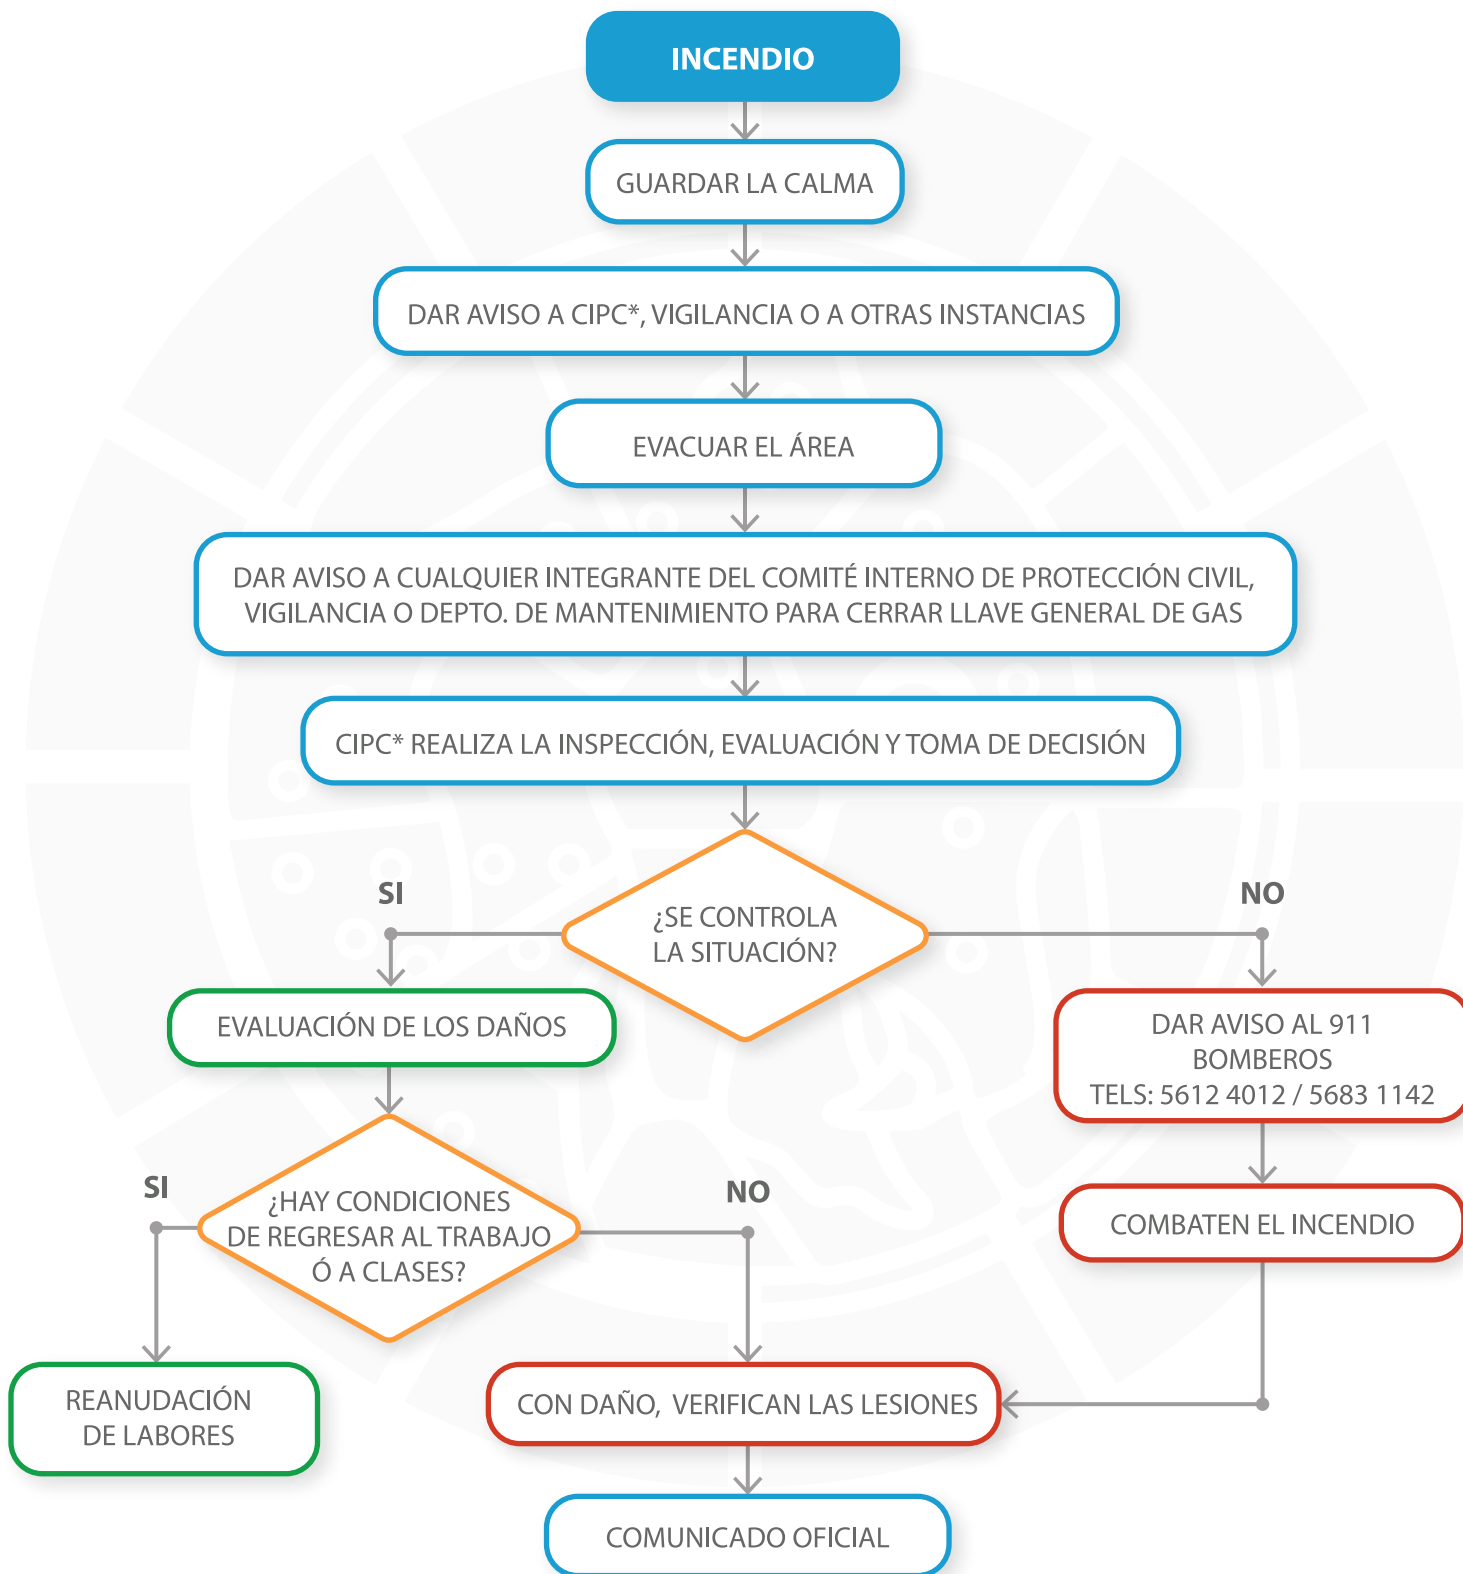 INCENDIO
GUARDAR LA CALMA
DAR AVISO A CIPC*, VIGILANCIA O A OTRAS INSTANCIAS
EVACUAR EL ÁREA
DAR AVISO A CUALQUIER INTEGRANTE DEL COMITÉ INTERNO DE PROTECCIÓN CIVIL,
VIGILANCIA O DEPTO. DE MANTENIMIENTO PARA CERRAR LLAVE GENERAL DE GAS
CIPC* REALIZA LA INSPECCIÓN, EVALUACIÓN Y TOMA DE DECISIÓN
¿SE CONTROLA
LA SITUACIÓN?
SI
NO
EVALUACIÓN DE LOS DAÑOS
DAR AVISO AL 911
BOMBEROS
TELS: 5612 4012 / 5683 1142
¿HAY CONDICIONES
DE REGRESAR AL TRABAJO
Ó A CLASES?
SI
NO
COMBATEN EL INCENDIO
REANUDACIÓN
DE LABORES
CON DAÑO, VERIFICAN LAS LESIONES
COMUNICADO OFICIAL